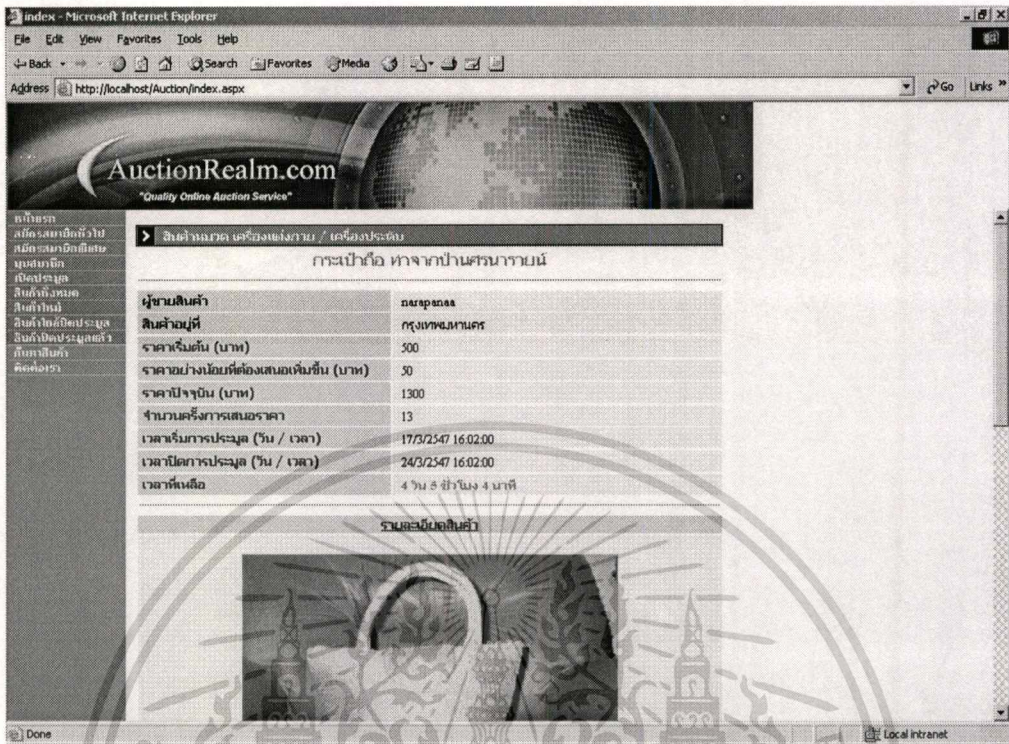 index - Microsoft Internet Explorer
File Edit View Favorites Tools Help
Back Search Favorites Media
Address http://localhost/Auction/index.aspx Go Links »
AuctionRealm.com
"Quality Online Auction Service"
หน้าแรก
สมัครสมาชิกทั่วไป
สมัครสมาชิกพิเศษ
มุมสมาชิก
เปิดประมูล
สินค้าทั้งหมด
สินค้าใหม่
สินค้าใกล้ปิดประมูล
สินค้าปิดประมูลแล้ว
ค้นหาสินค้า
ติดต่อเรา
สินค้าหมวด เครื่องแต่งกาย / เครื่องประดับ
กระเป๋าถือ ทำจากป่านศรนารายณ์
ผู้ขายสินค้า narapanaa
สินค้าอยู่ที่ กรุงเทพมหานคร
ราคาเริ่มต้น (บาท) 500
ราคาอย่างน้อยที่ต้องเสนอเพิ่มขึ้น (บาท) 50
ราคาปัจจุบัน (บาท) 1300
จำนวนครั้งการเสนอราคา 13
เวลาเริ่มการประมูล (วัน / เวลา) 17/3/2547 16:02:00
เวลาปิดการประมูล (วัน / เวลา) 24/3/2547 16:02:00
เวลาที่เหลือ 4 วัน 5 ชั่วโมง 4 นาที
รายละเอียดสินค้า
Done Local intranet